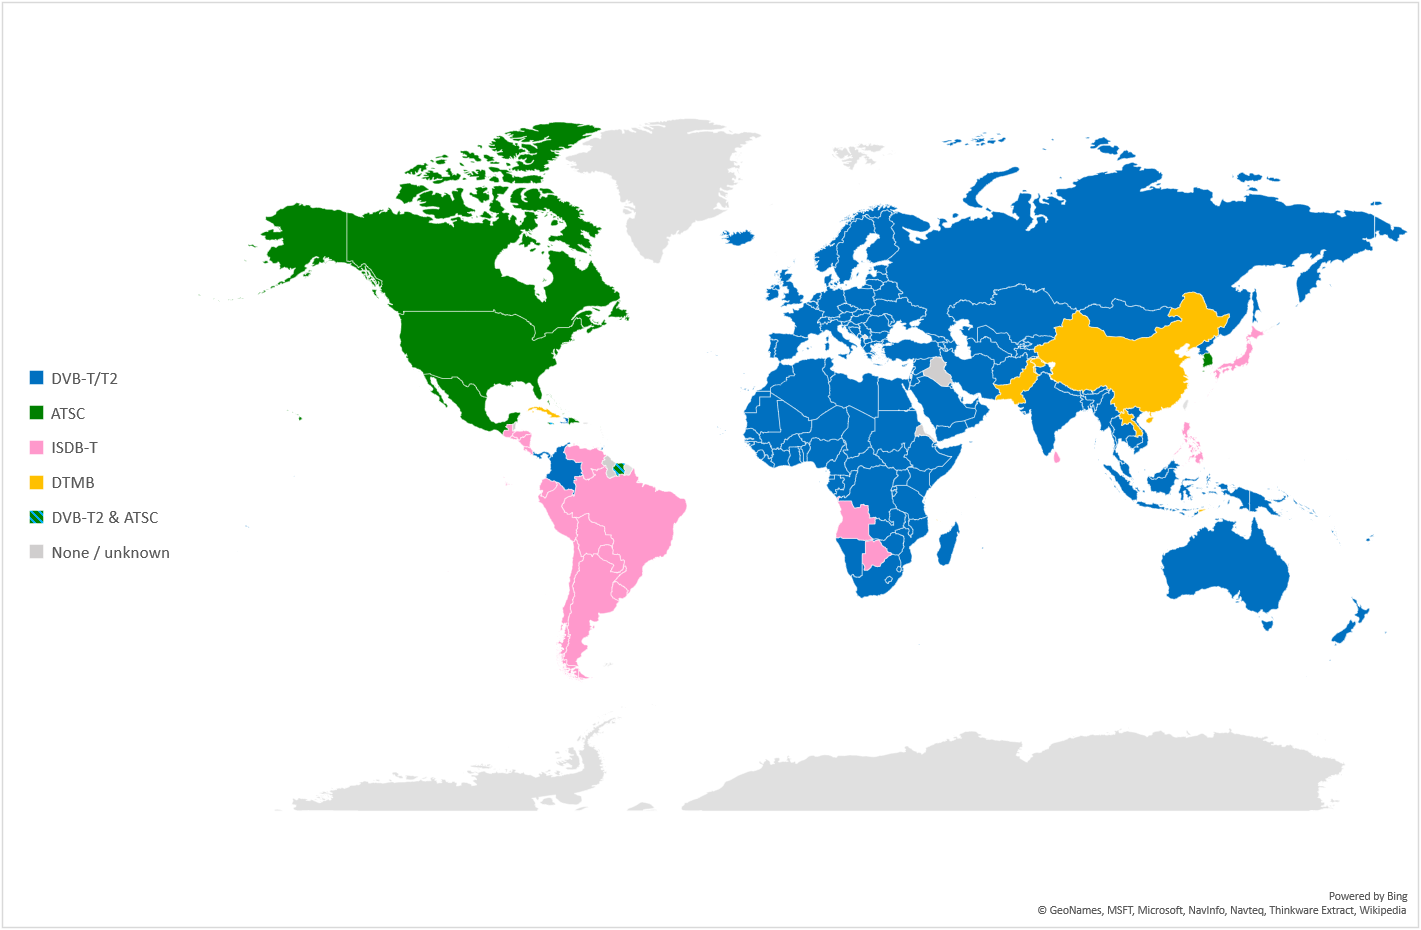 DVB-T/T2
ATSC
ISDB-T
DTMB
DVB-T2 & ATSC
None / unknown
Powered by Bing
© GeoNames, MSFT, Microsoft, NavInfo, Navteq, Thinkware Extract, Wikipedia